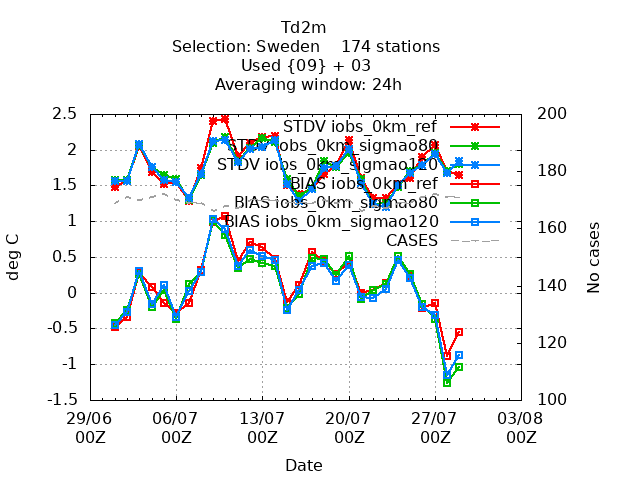 Td2m
Selection: Sweden    174 stations
Used {09} + 03
Averaging window: 24h
2.5
2
1.5
1
0.5
0
-0.5
-1
-1.5
200
180
160
140
120
100
STDV iobs_0km_ref
STDV iobs_0km_sigmao80
STDV iobs_0km_sigmao120
BIAS iobs_0km_ref
BIAS iobs_0km_sigmao80
BIAS iobs_0km_sigmao120
CASES
deg C
No cases
29/06 06/07 13/07 20/07 27/07 03/08
00Z 00Z 00Z 00Z 00Z 00Z
Date